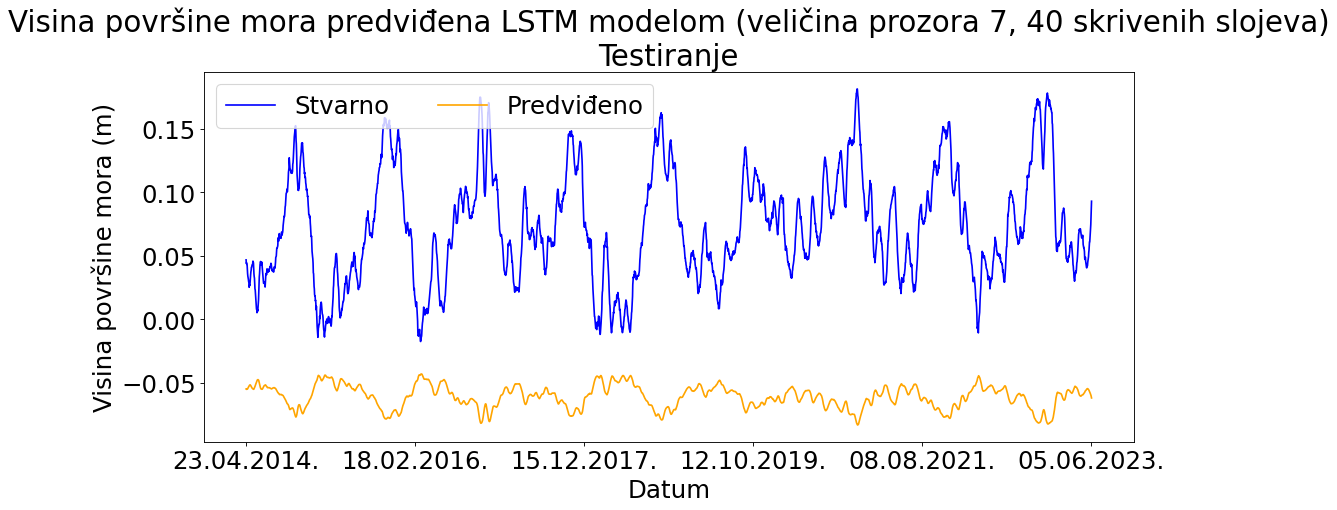 Visina površine mora predviđena LSTM modelom (veličina prozora 7, 40 skrivenih slojeva)
Testiranje
Stvarno Predviđeno
Visina površine mora (m)
0.15
0.10
0.05
0.00
−0.05
23.04.2014. 18.02.2016. 15.12.2017. 12.10.2019. 08.08.2021. 05.06.2023.
Datum